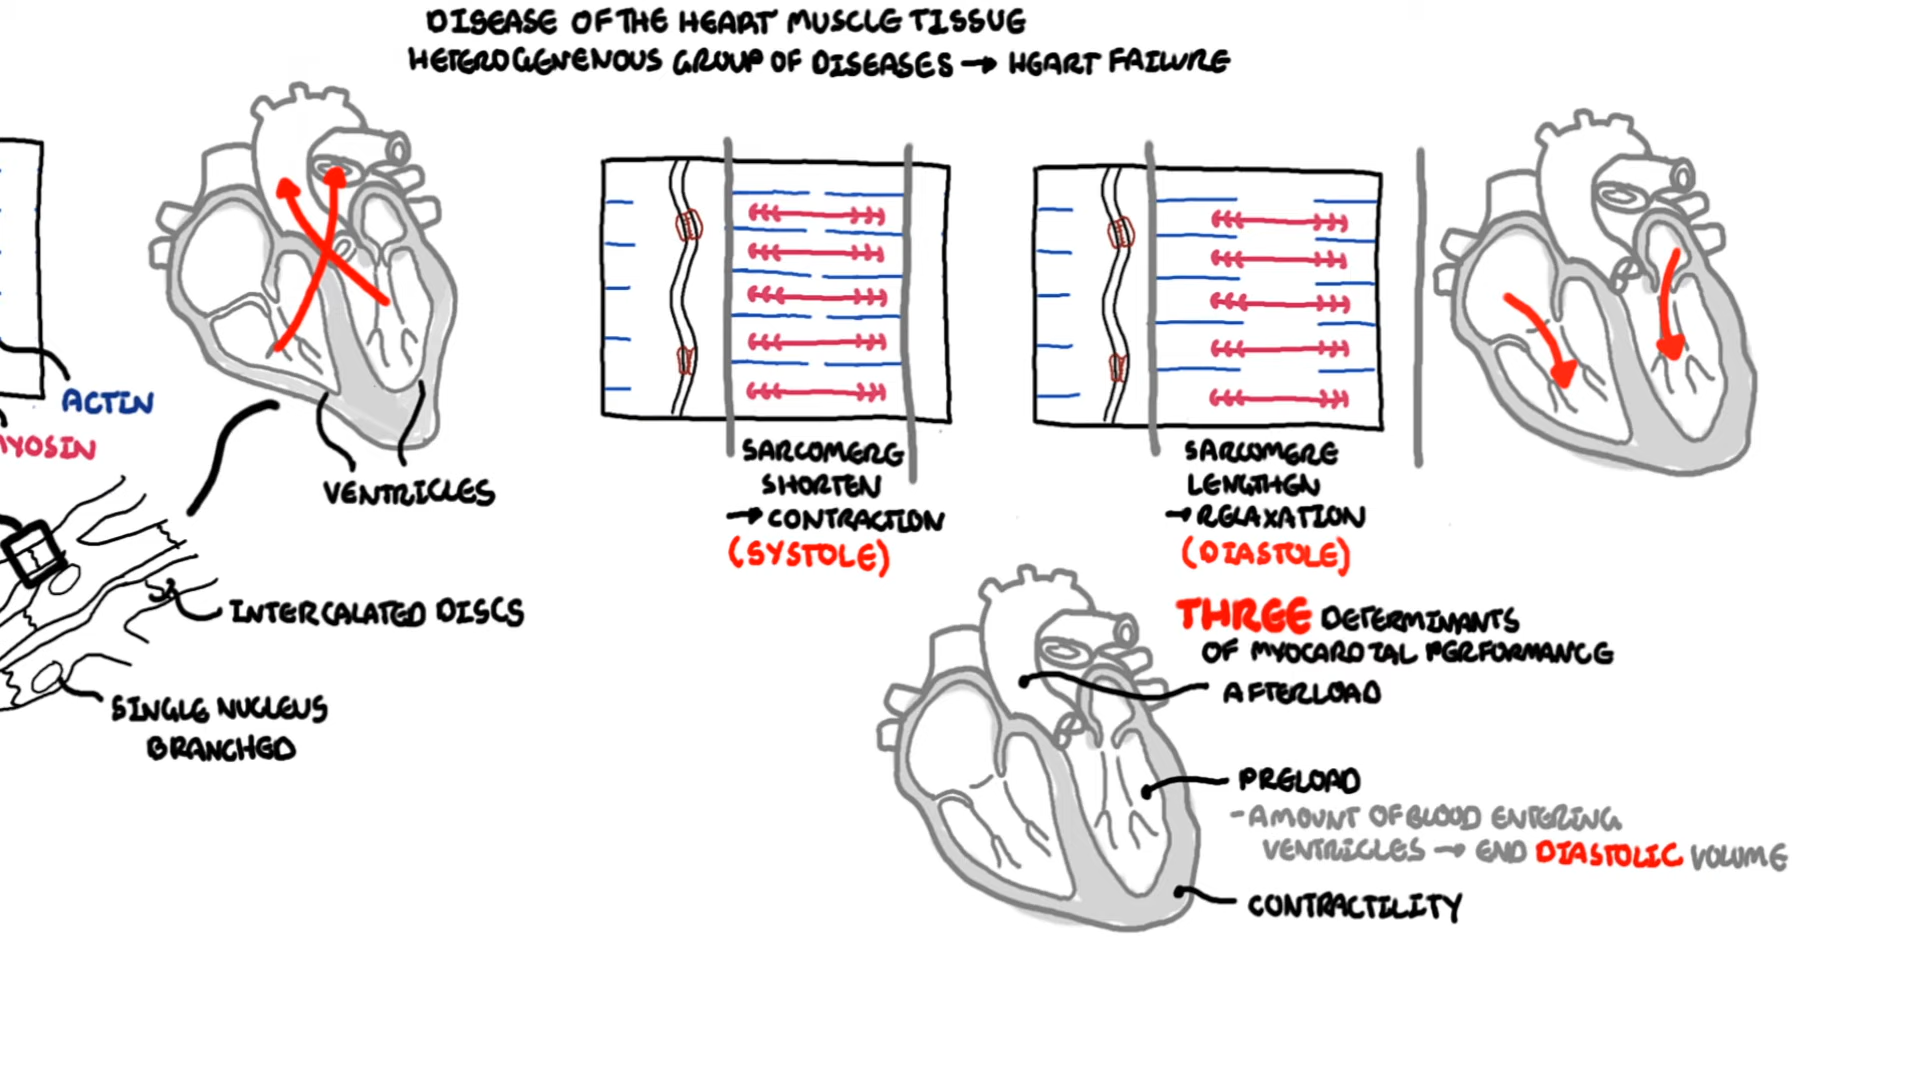 DISEASE OF THE HEART MUSCLE TISSUE
HETEROGENENOUS GROUP OF DISEASES → HEART FAILURE
ACTIN
MYOSIN
VENTRICLES
INTERCALATED DISCS
SINGLE NUCLEUS
BRANCHED
SARCOMERE
SHORTEN
→ CONTRACTION
(SYSTOLE)
SARCOMERE
LENGTHEN
→ RELAXATION
(DIASTOLE)
THREE DETERMINANTS
OF MYOCARDIAL PERFORMANCE
AFTERLOAD
PRELOAD
- AMOUNT OF BLOOD ENTERING
VENTRICLES → END DIASTOLIC VOLUME
CONTRACTILITY